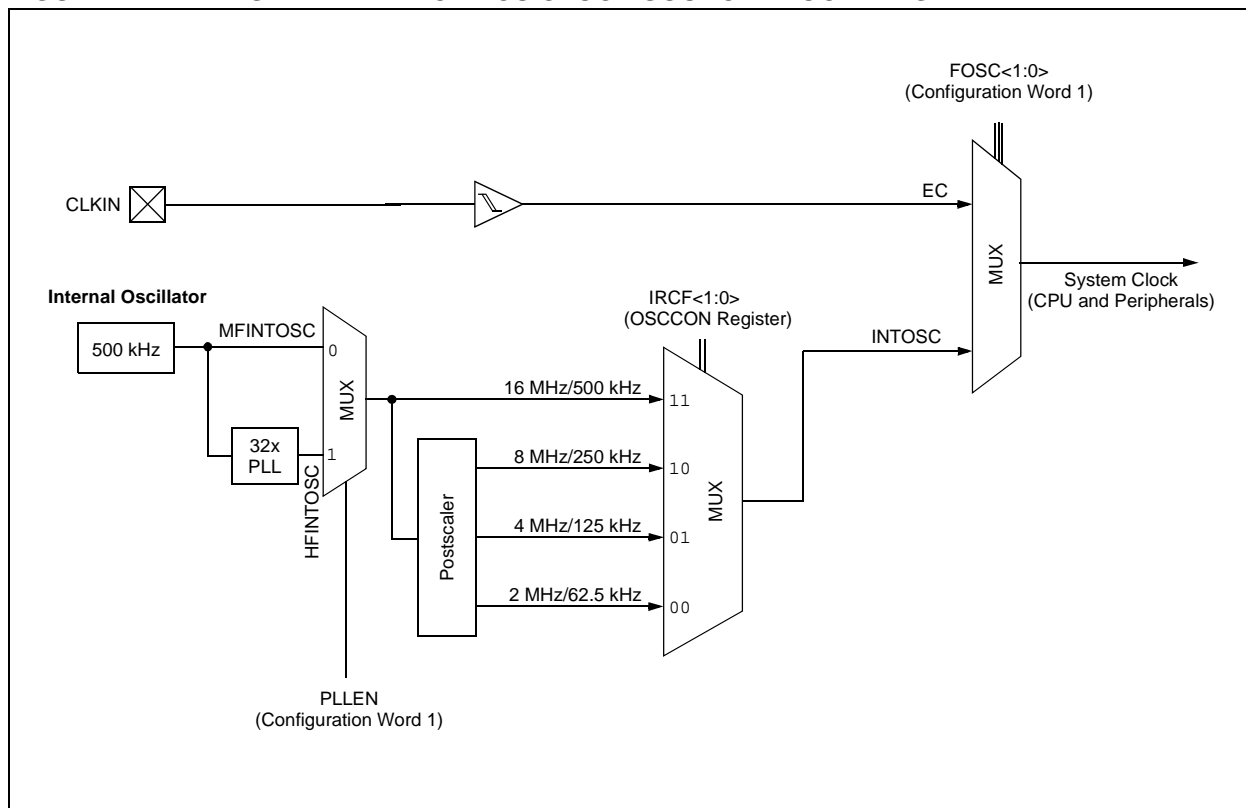 FOSC<1:0>
(Configuration Word 1)
CLKIN
EC
MUX
System Clock
(CPU and Peripherals)
Internal Oscillator
500 kHz
MFINTOSC
0
MUX
32x
PLL
1
HFINTOSC
PLLEN
(Configuration Word 1)
IRCF<1:0>
(OSCCON Register)
INTOSC
16 MHz/500 kHz
11
Postscaler
8 MHz/250 kHz
10
MUX
4 MHz/125 kHz
01
2 MHz/62.5 kHz
00